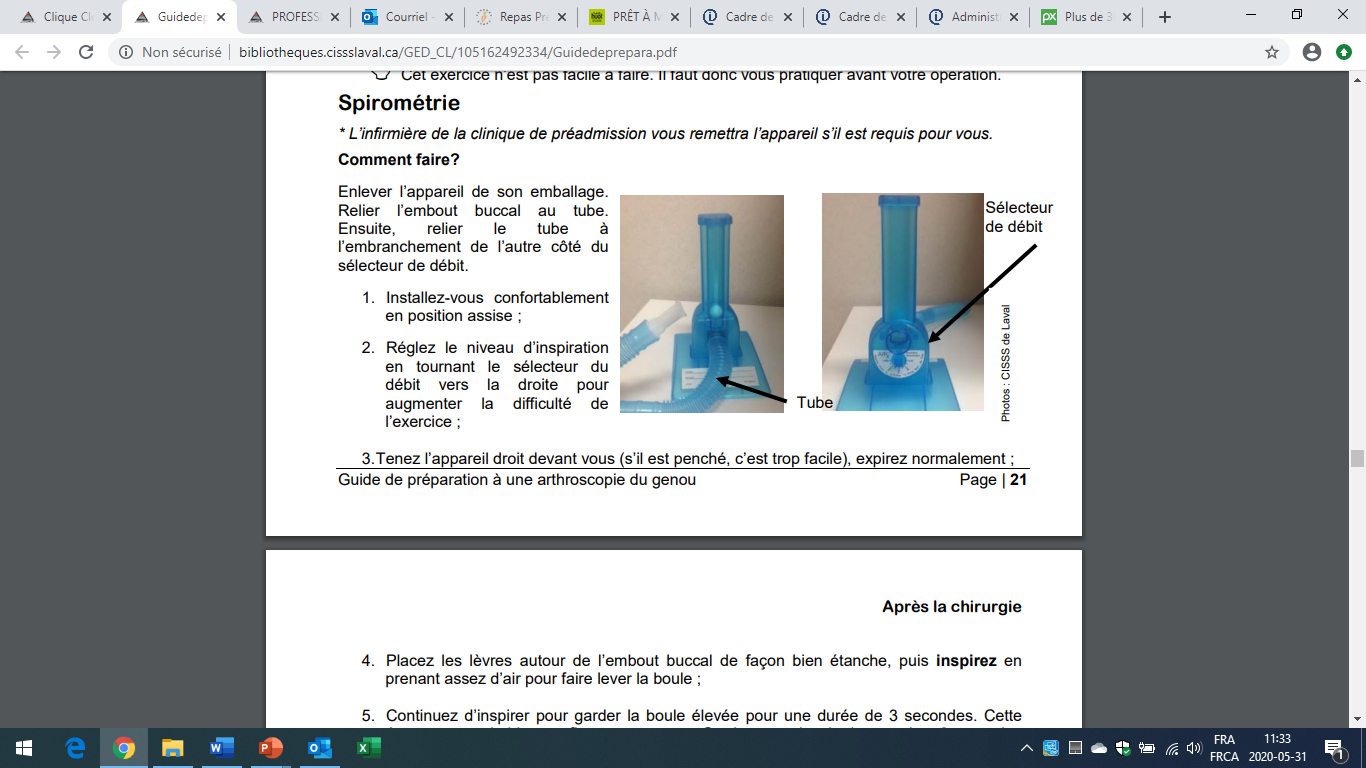 Clique Cl
Guidedep
PROFESS
Courriel -
Repas Pr
PRÊT À M
Cadre de
Cadre de
Administ
Plus de 3
Non sécurisé | bibliotheques.cissslaval.ca/GED_CL/105162492334/Guidedeprepara.pdf
Cet exercice n'est pas facile à faire. Il faut donc vous pratiquer avant votre opération.
Spirométrie
* L'infirmière de la clinique de préadmission vous remettra l'appareil s'il est requis pour vous.
Comment faire?
Enlever l'appareil de son emballage.
Relier l'embout buccal au tube.
Ensuite, relier le tube à
l'embranchement de l'autre côté du
sélecteur de débit.
1. Installez-vous confortablement
en position assise ;
2. Réglez le niveau d'inspiration
en tournant le sélecteur du
débit vers la droite pour
augmenter la difficulté de
l'exercice ;
Tube
Sélecteur
de débit
Photos : CISSS de Laval
3.Tenez l'appareil droit devant vous (s'il est penché, c'est trop facile), expirez normalement ;
Guide de préparation à une arthroscopie du genou Page | 21
Après la chirurgie
4. Placez les lèvres autour de l'embout buccal de façon bien étanche, puis inspirez en
prenant assez d'air pour faire lever la boule ;
5. Continuez d'inspirer pour garder la boule élevée pour une durée de 3 secondes. Cette
FRA
FRCA
11:33
2020-05-31
1